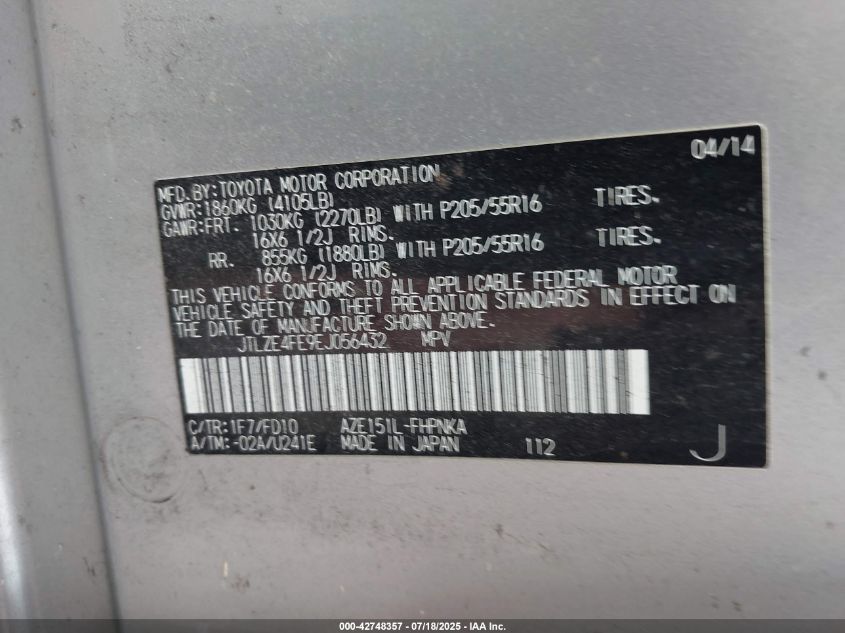 04/14
MFD. BY: TOYOTA MOTOR CORPORATION
GVWR: 1860KG (4105LB)
GAWR: FRT. 1030KG (2270LB) WITH P205/55R16 TIRES.
16X6 1/2J RIMS.
RR. 855KG (1880LB) WITH P205/55R16 TIRES.
16X6 1/2J RIMS.
THIS VEHICLE CONFORMS TO ALL APPLICABLE FEDERAL MOTOR
VEHICLE SAFETY AND THEFT PREVENTION STANDARDS IN EFFECT ON
THE DATE OF MANUFACTURE SHOWN ABOVE.
JTLZE4FE9EJ056432 MPV
C/TR: 1F7/FD10 AZE151L-FHPNKA
A/TM: -02A/U241E MADE IN JAPAN 112 J
000-42748357 - 07/18/2025 - IAA Inc.